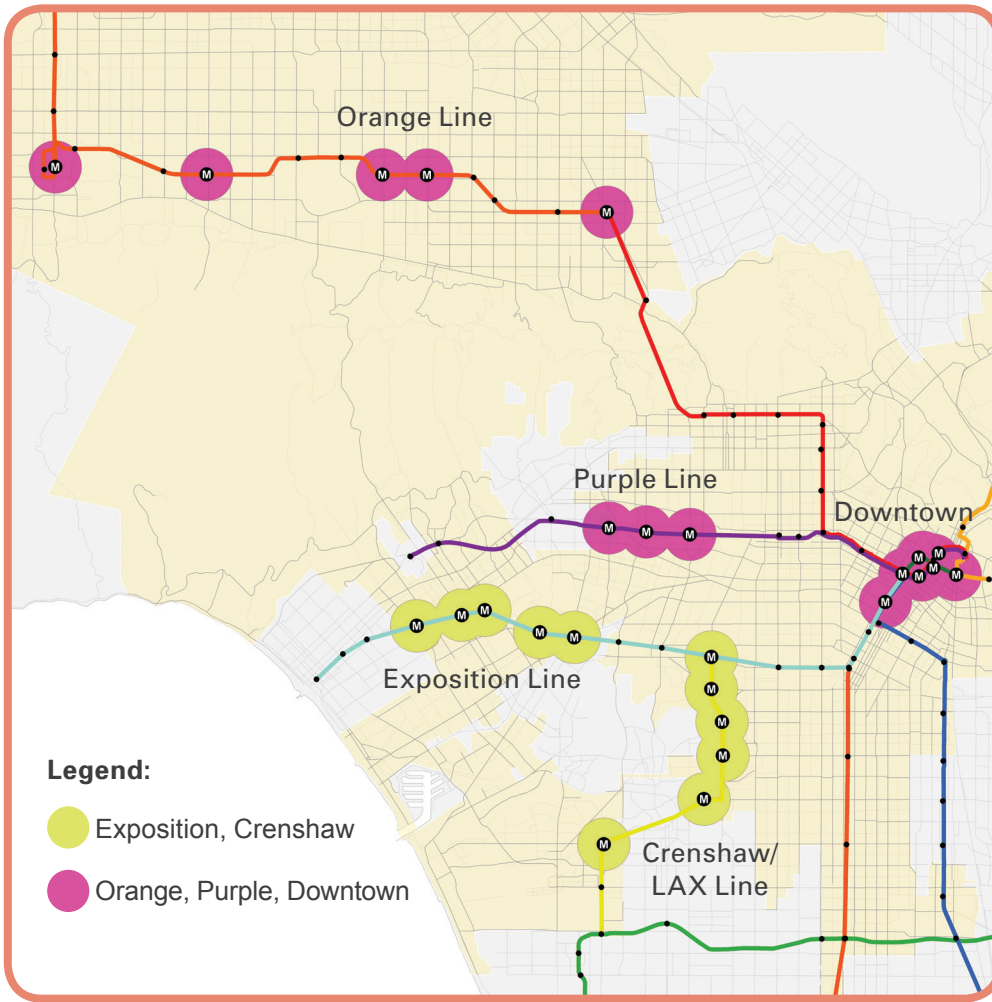 Orange Line
M
M
M
M
M
Purple Line
M
M
M
Downtown
M
M
M
M
M
M
M
M
M
M
M
M
Exposition Line
M
M
M
M
M
M
Crenshaw/
LAX Line
Legend:
Exposition, Crenshaw
Orange, Purple, Downtown